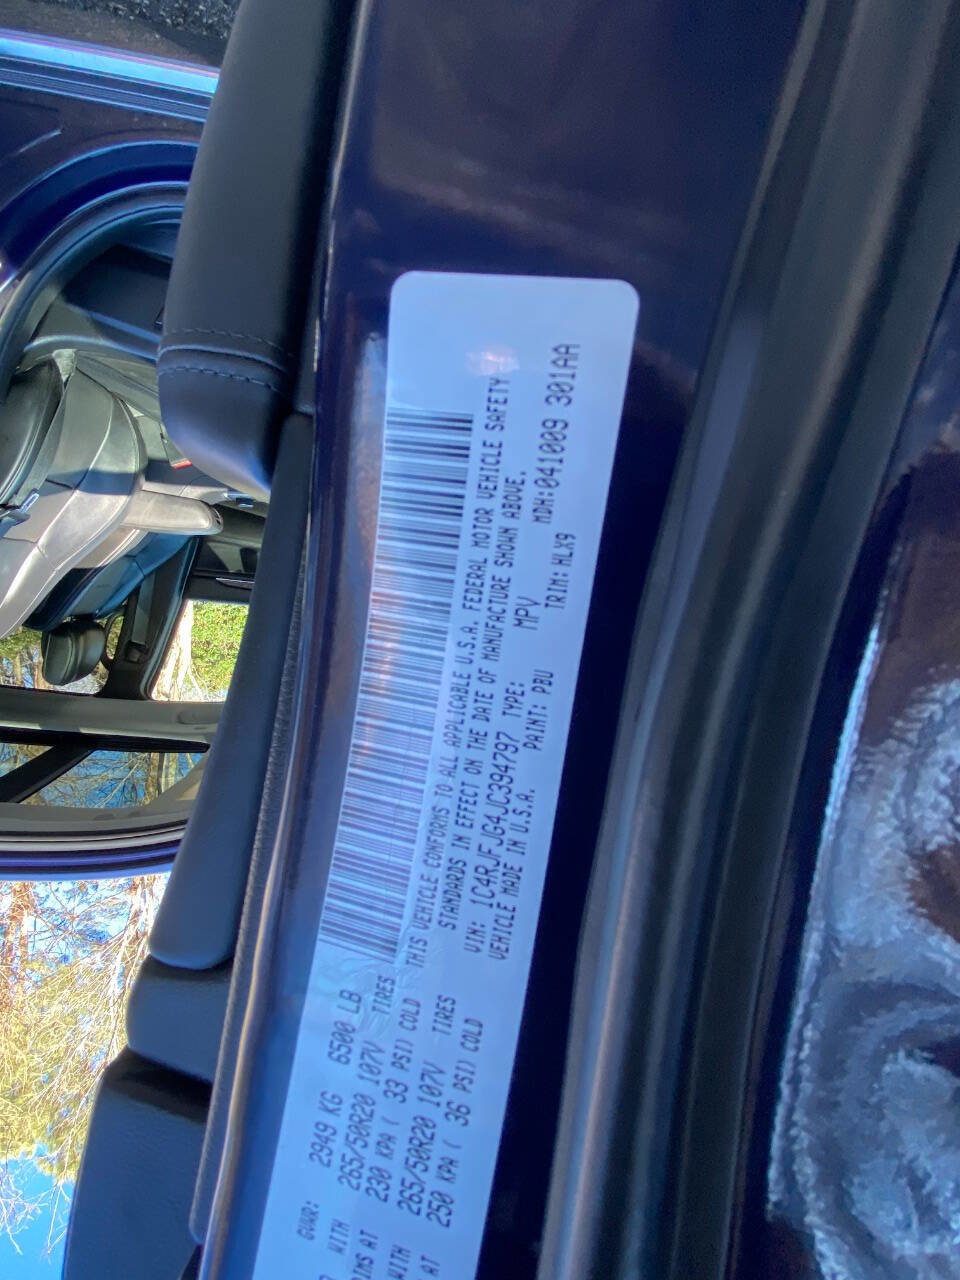 GVWR: 2949 KG 6500 LB
WITH 265/50R20 107V TIRES
RIMS AT 230 KPA ( 33 PSI) COLD
WITH 265/50R20 107V TIRES
AT 250 KPA ( 36 PSI) COLD
THIS VEHICLE CONFORMS TO ALL APPLICABLE U.S.A. FEDERAL MOTOR VEHICLE SAFETY
STANDARDS IN EFFECT ON THE DATE OF MANUFACTURE SHOWN ABOVE.
VIN: 1C4RJFJG4JC394797 TYPE: MPV MDH:041009 301AA
VEHICLE MADE IN U.S.A. PAINT: PBU TRIM: HLX9